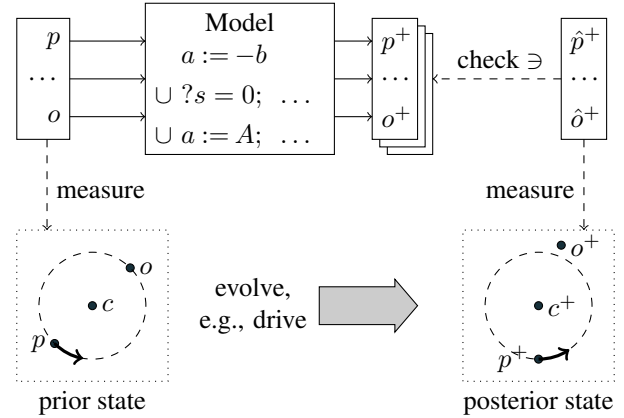 Model
p
a := −b
p⁺
p̂⁺
...
∪ ?s = 0; ...
...
check ∋
...
o
∪ a := A; ...
o⁺
ô⁺
measure
measure
o
c
p
evolve,
e.g., drive
o⁺
c⁺
p⁺
prior state
posterior state